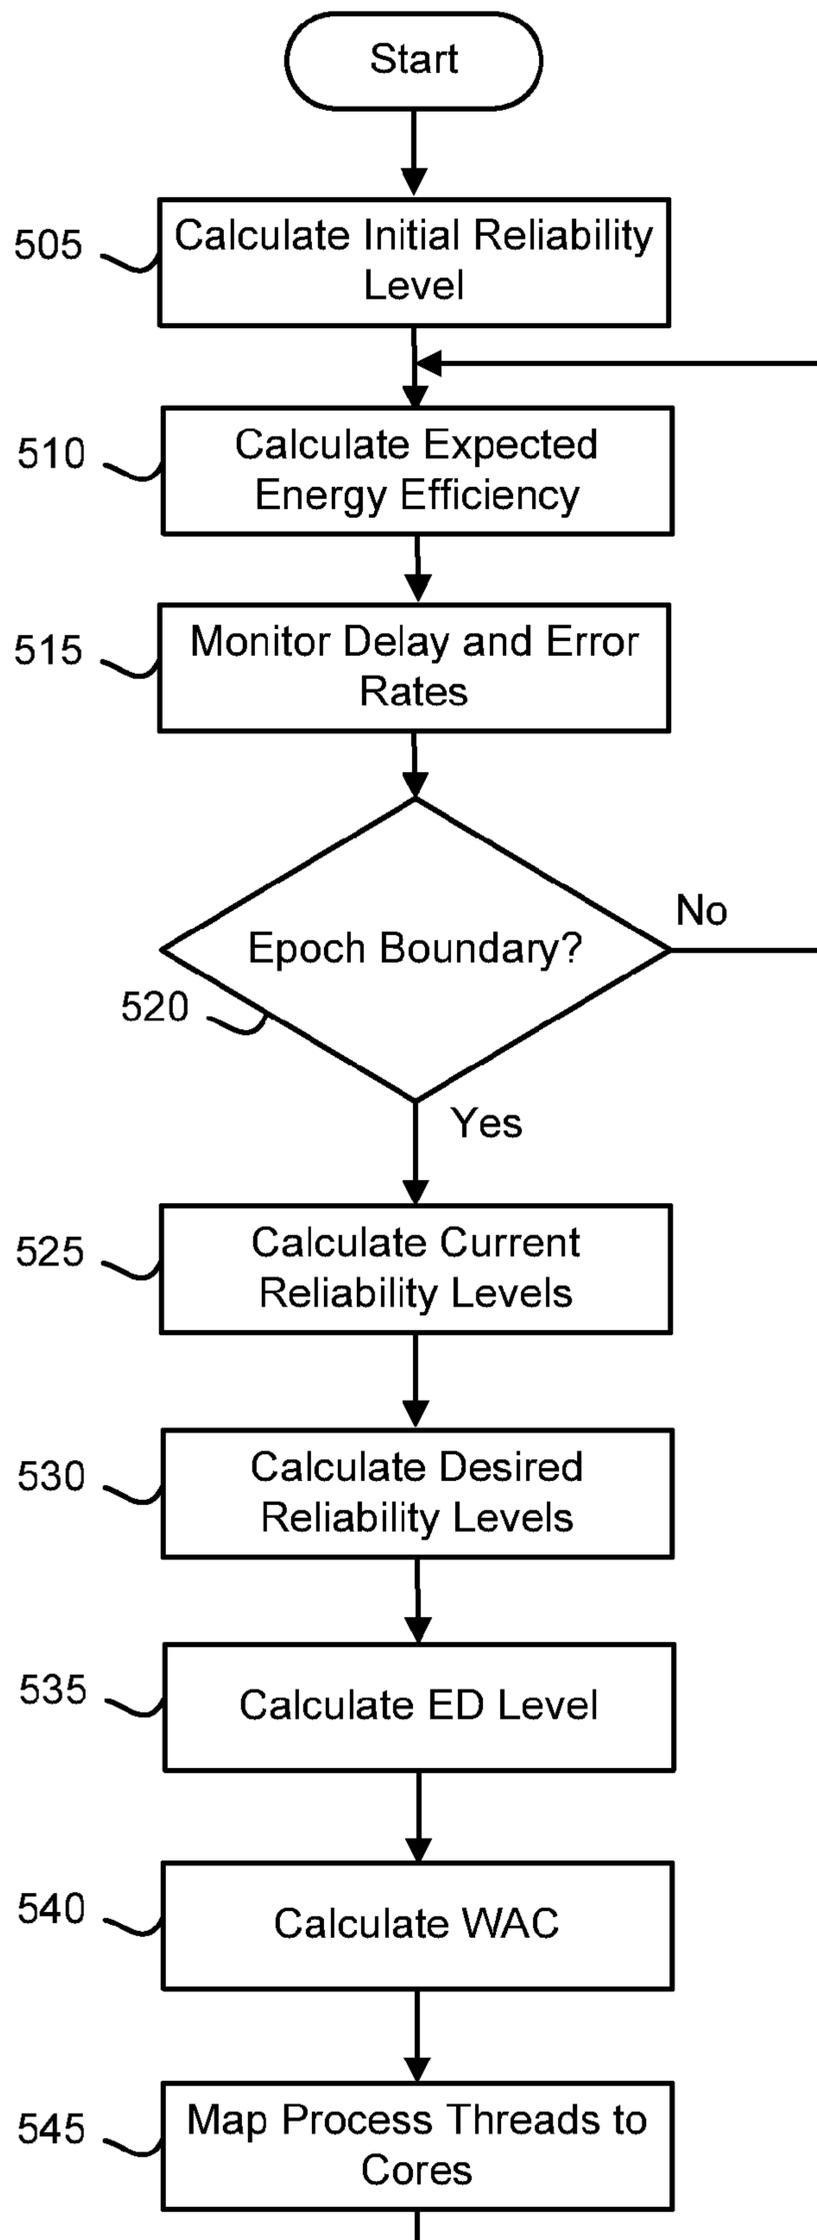 Start
505
Calculate Initial Reliability
Level
510
Calculate Expected
Energy Efficiency
515
Monitor Delay and Error
Rates
No
Epoch Boundary?
520
Yes
525
Calculate Current
Reliability Levels
530
Calculate Desired
Reliability Levels
535
Calculate ED Level
540
Calculate WAC
545
Map Process Threads to
Cores